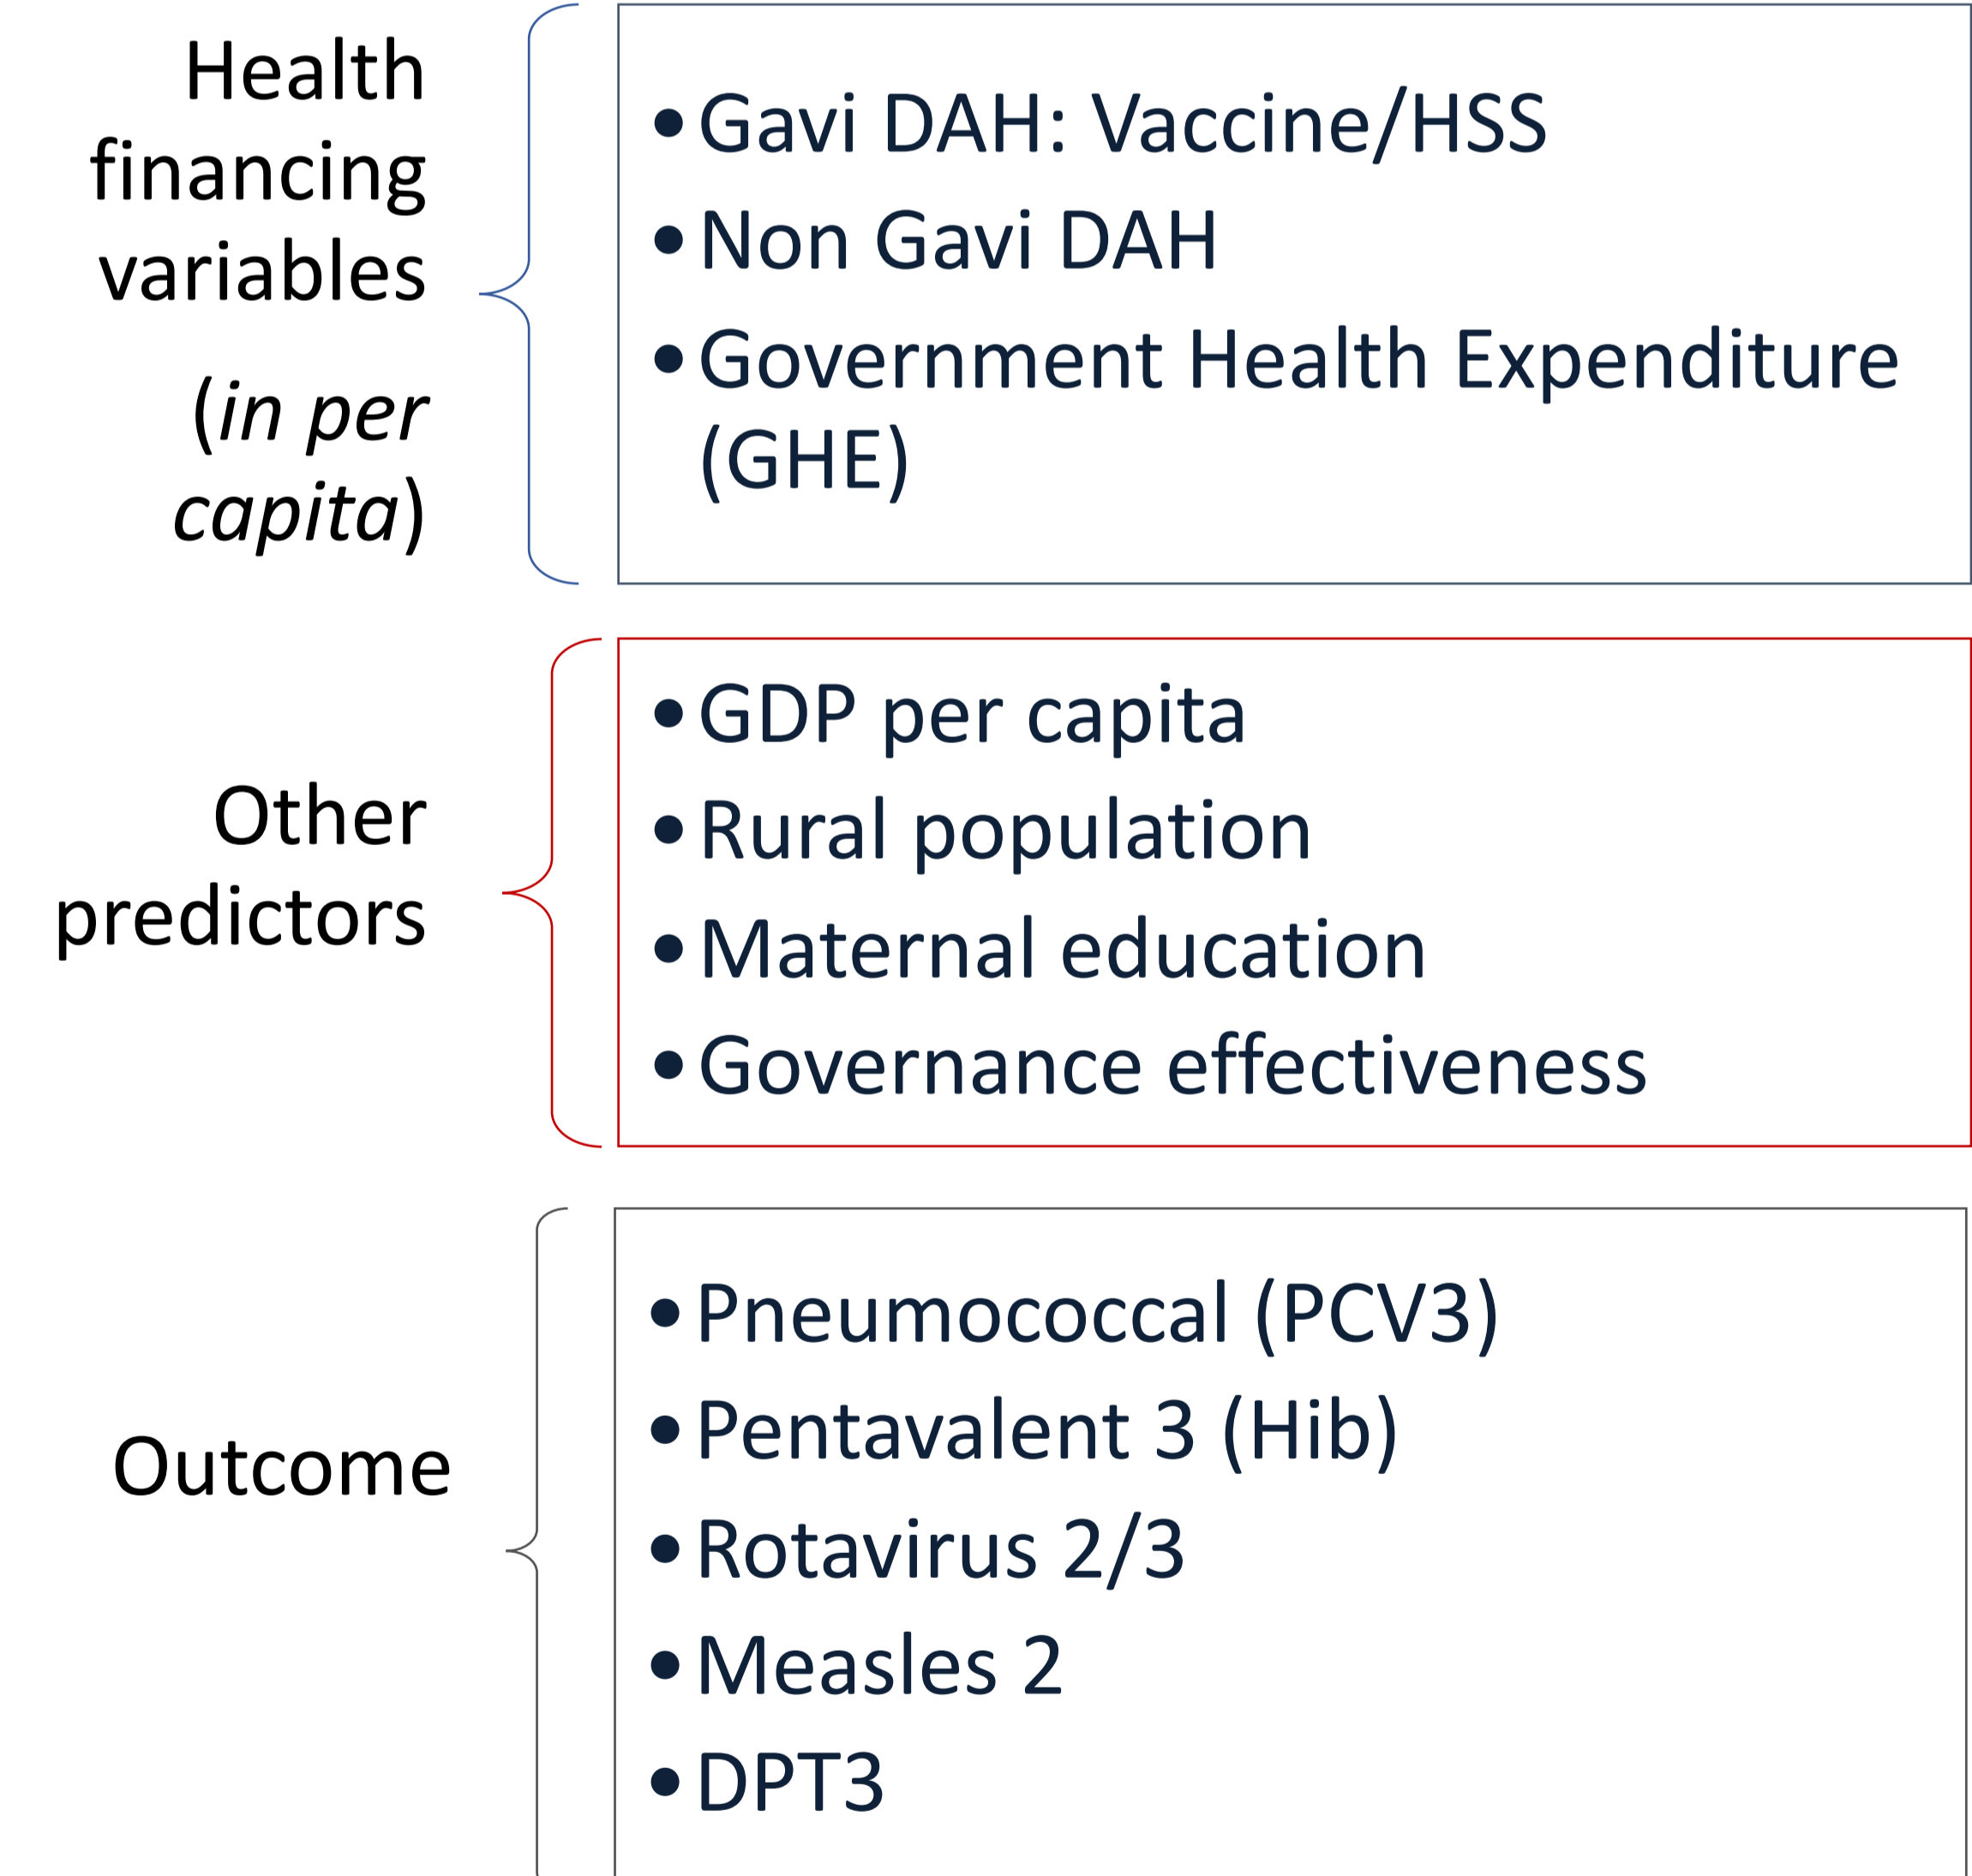 Health
financing
variables
(in per
capita)
• Gavi DAH: Vaccine/HSS
• Non Gavi DAH
• Government Health Expenditure
(GHE)
Other
predictors
• GDP per capita
• Rural population
• Maternal education
• Governance effectiveness
Outcome
• Pneumococcal (PCV3)
• Pentavalent 3 (Hib)
• Rotavirus 2/3
• Measles 2
• DPT3